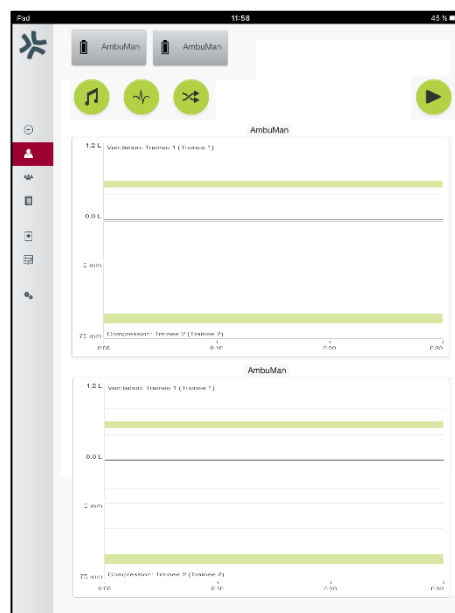 iPad 11:58 45 %
AmbuMan AmbuMan
AmbuMan
1.2 L Ventilation: Trainee 1 (Trainee 1)
0.0 L
0 mm
75 mm Compression: Trainee 2 (Trainee 2)
0:00 0:10 0:20 0:30
AmbuMan
1.2 L Ventilation: Trainee 1 (Trainee 1)
0.0 L
0 mm
75 mm Compression: Trainee 2 (Trainee 2)
0:00 0:10 0:20 0:30